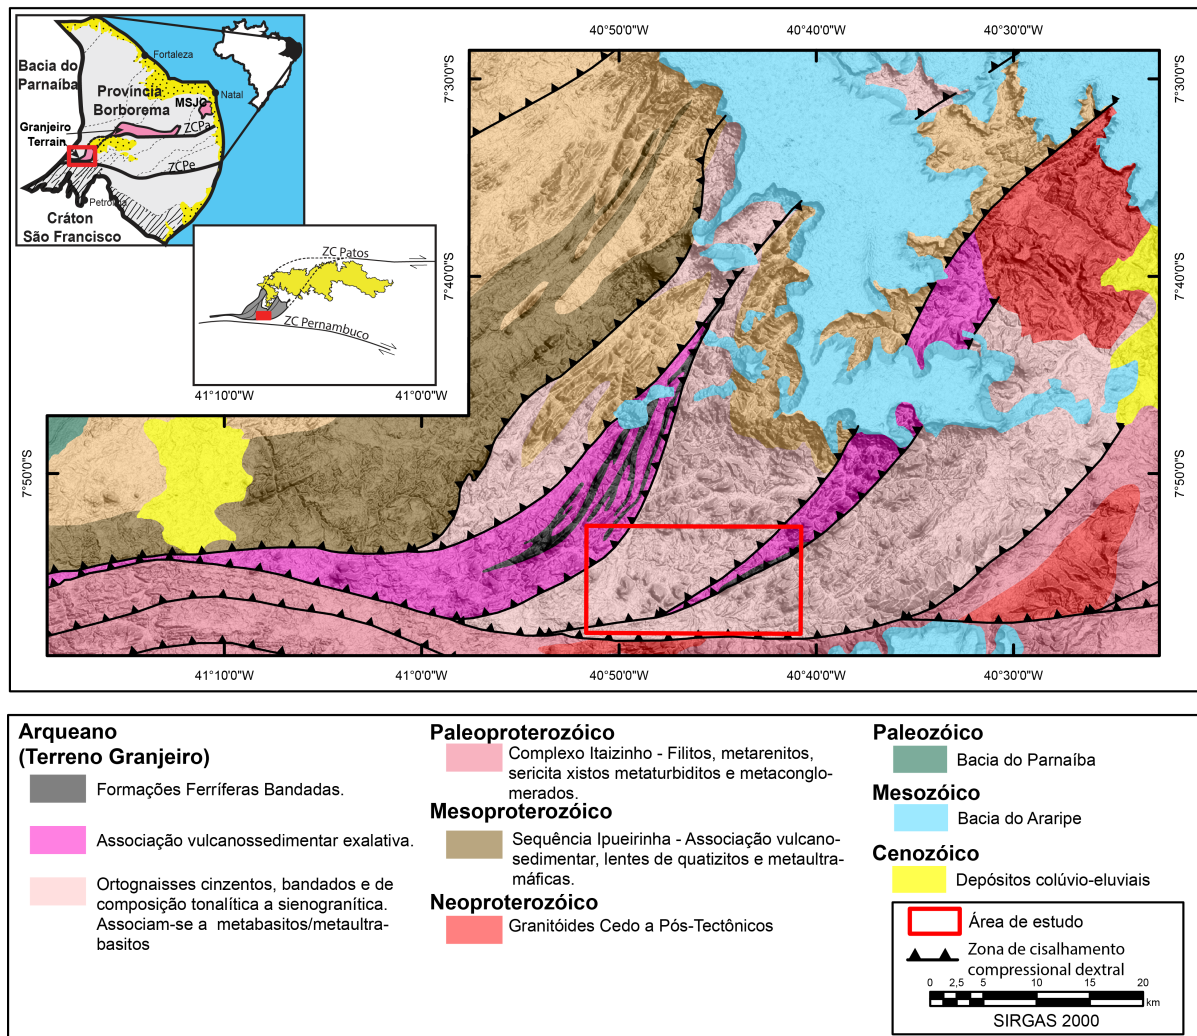 Bacia do
Parnaíba
Fortaleza
Província
Borborema
MSJC
Natal
Granjeiro
Terrain
ZCPa
ZCPe
Cráton
São Francisco
ZC Patos
ZC Pernambuco
40°50'0"W
40°40'0"W
40°30'0"W
7°30'0"S
7°30'0"S
7°40'0"S
7°40'0"S
41°10'0"W
41°0'0"W
7°50'0"S
7°50'0"S
41°10'0"W
41°0'0"W
40°50'0"W
40°40'0"W
40°30'0"W
Arqueano
(Terreno Granjeiro)
Formações Ferríferas Bandadas.
Associação vulcanossedimentar exalativa.
Ortognaisses cinzentos, bandados e de
composição tonalítica a sienogranítica.
Associam-se a metabasitos/metaultra-
basitos
Paleoproterozóico
Complexo Itaizinho - Filitos, metarenitos,
sericita xistos metaturbiditos e metaconglo-
merados.
Mesoproterozóico
Sequência Ipueirinha - Associação vulcano-
sedimentar, lentes de quatizitos e metaultra-
máficas.
Neoproterozóico
Granitóides Cedo a Pós-Tectônicos
Paleozóico
Bacia do Parnaíba
Mesozóico
Bacia do Araripe
Cenozóico
Depósitos colúvio-eluviais
Área de estudo
Zona de cisalhamento
compressional dextral
0 2,5 5 10 15 20
km
SIRGAS 2000